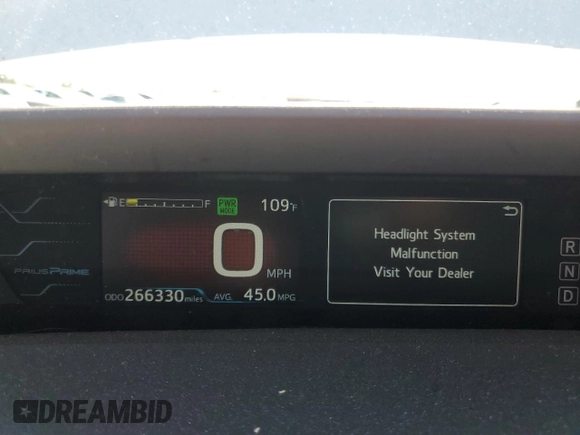 E F PWR MODE 109°F
0 MPH
ODO 266330 miles AVG. 45.0 MPG
PRIUS PRIME
Headlight System
Malfunction
Visit Your Dealer
R
N
D
DREAMBID